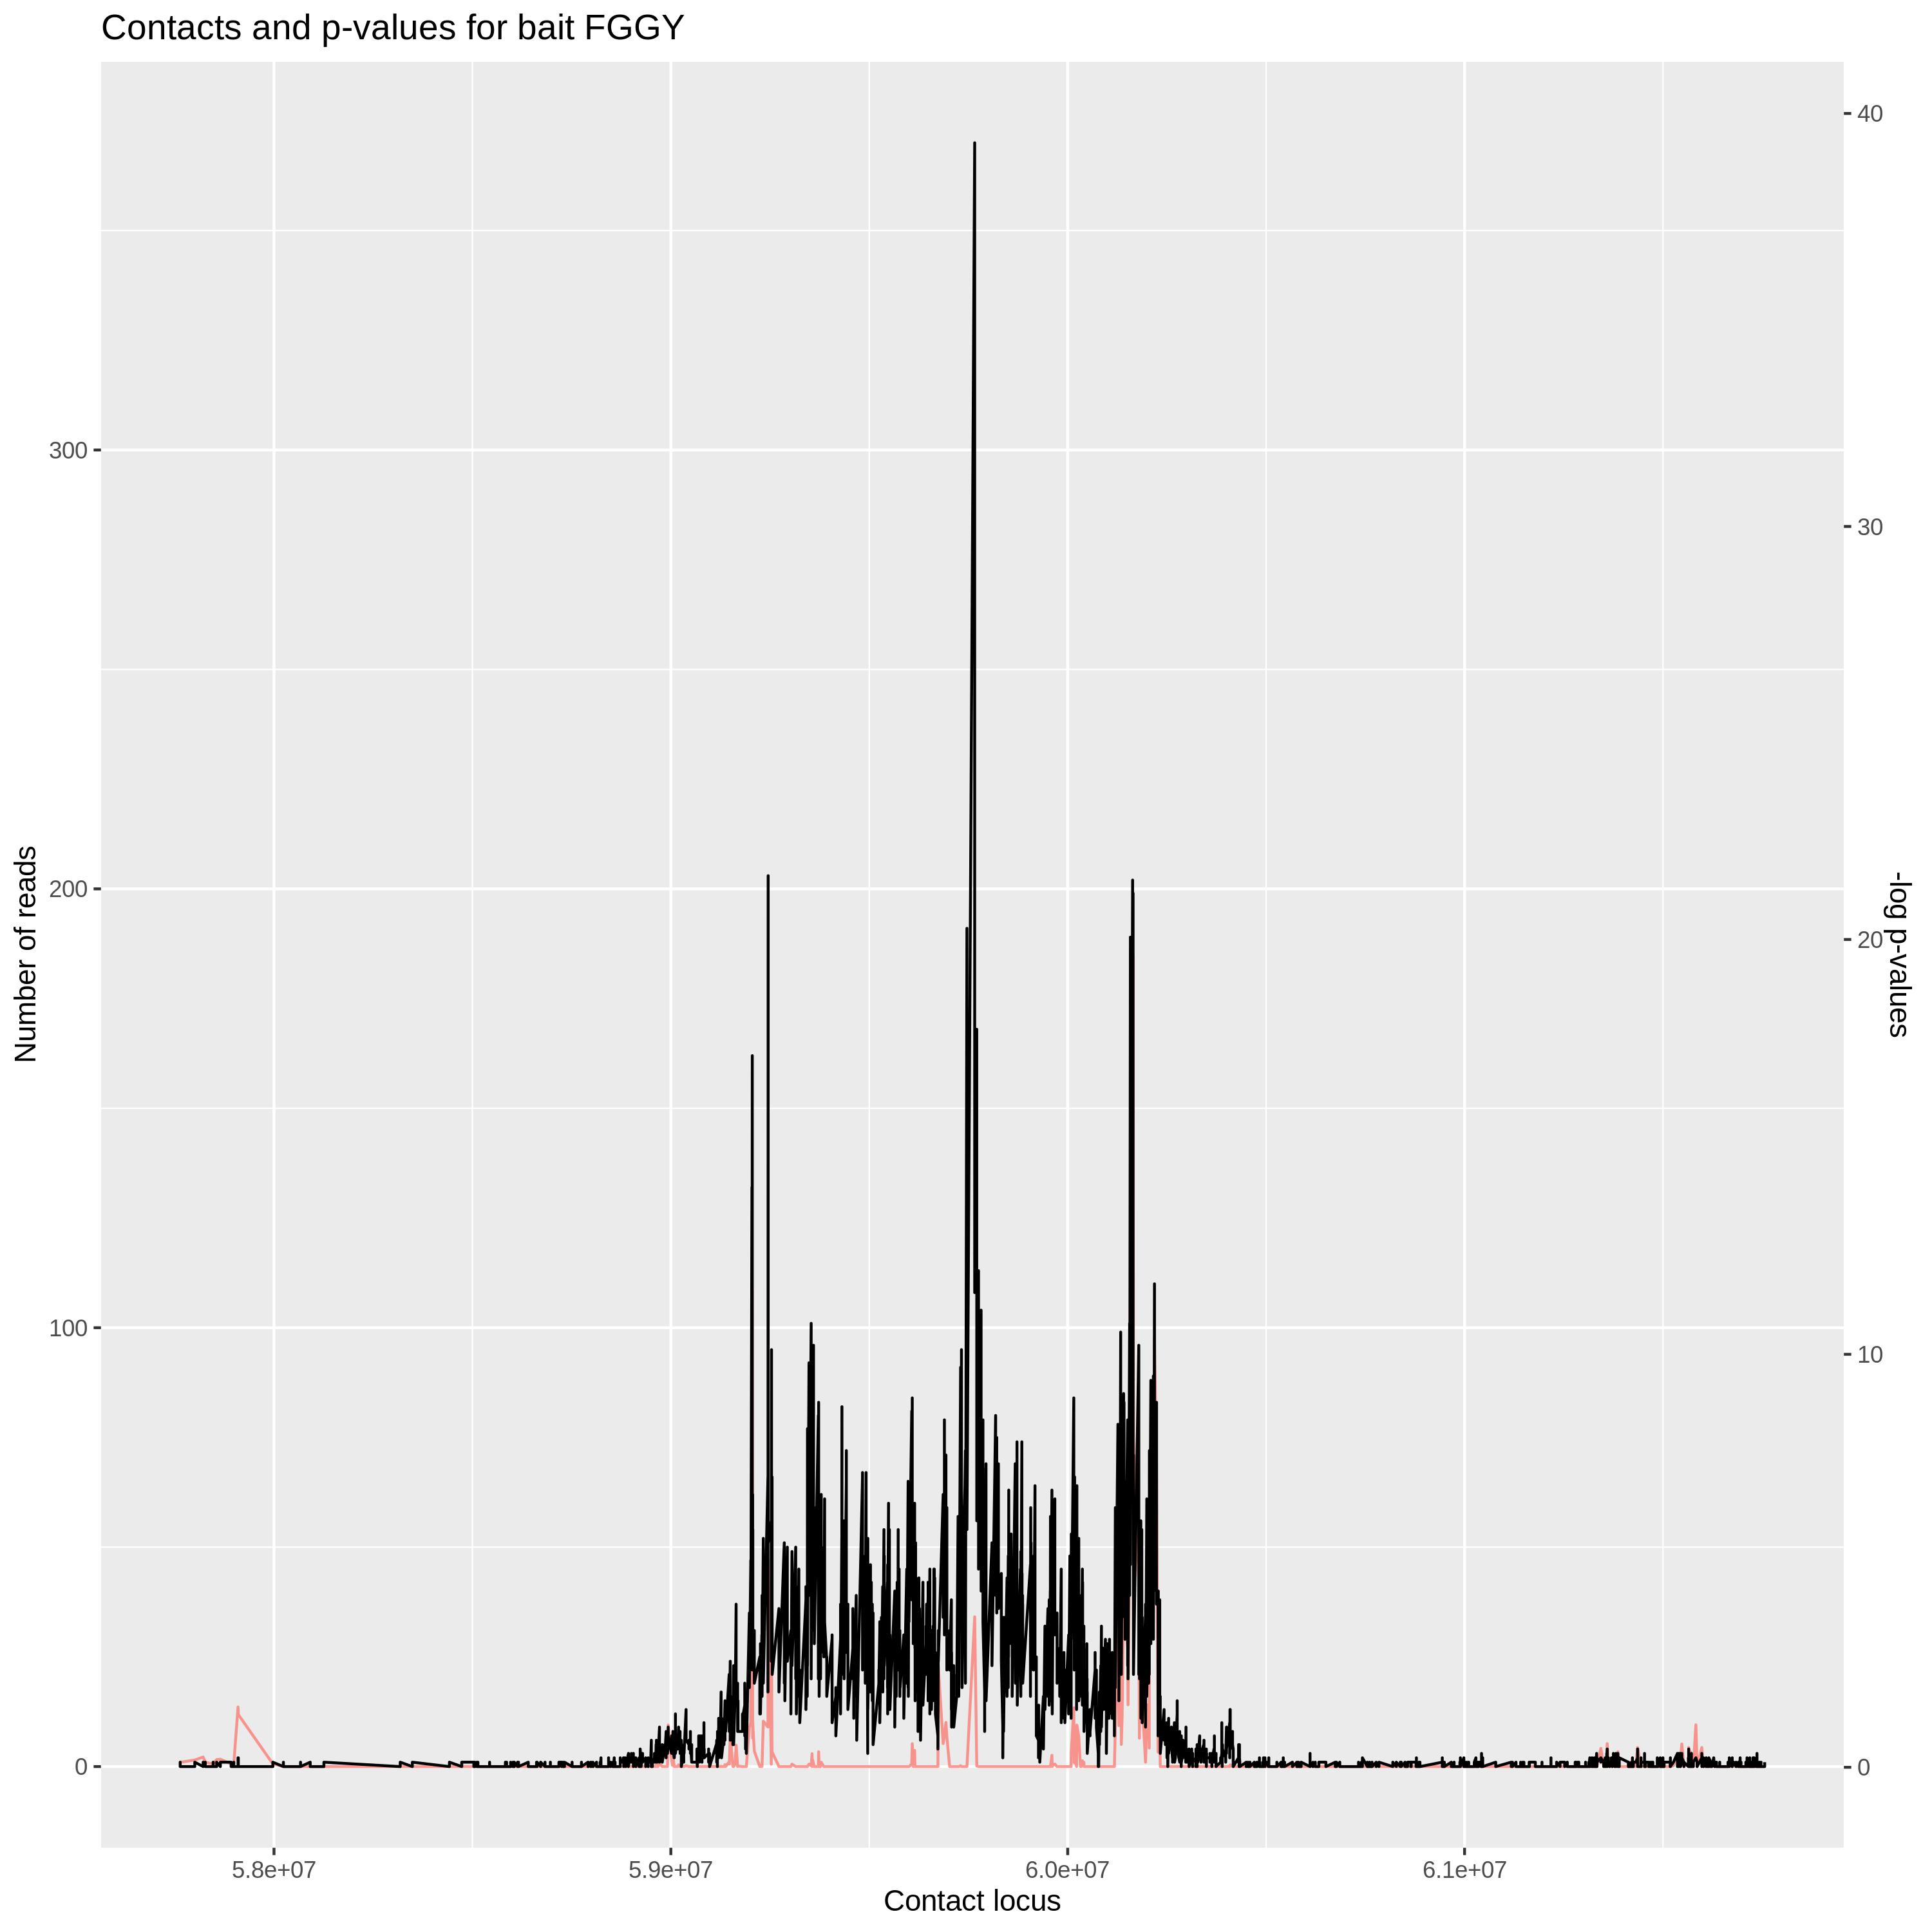 Contacts and p-values for bait FGGY
40
300
30
Number of reads
200
20
-log p-values
100
10
0
0
5.8e+07
5.9e+07
6.0e+07
6.1e+07
Contact locus